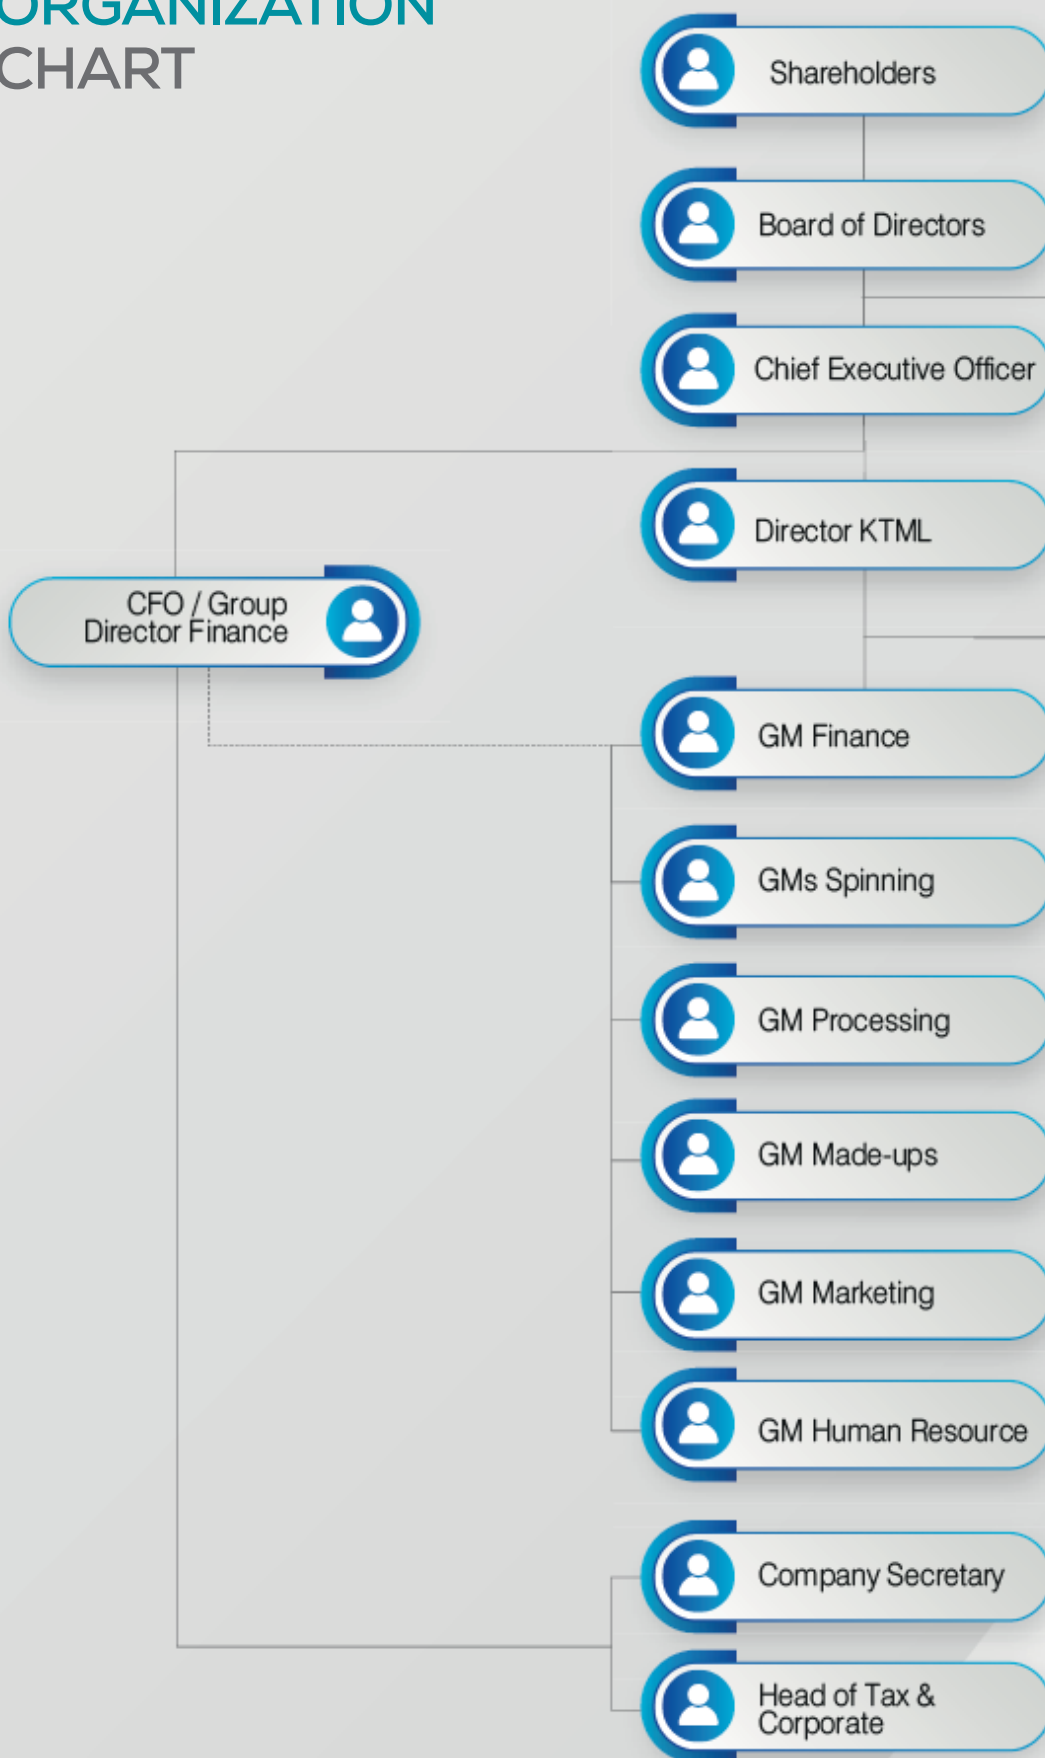 ORGANIZATION
CHART
Shareholders
Board of Directors
Chief Executive Officer
Director KTML
CFO / Group
Director Finance
GM Finance
GMs Spinning
GM Processing
GM Made-ups
GM Marketing
GM Human Resource
Company Secretary
Head of Tax &
Corporate